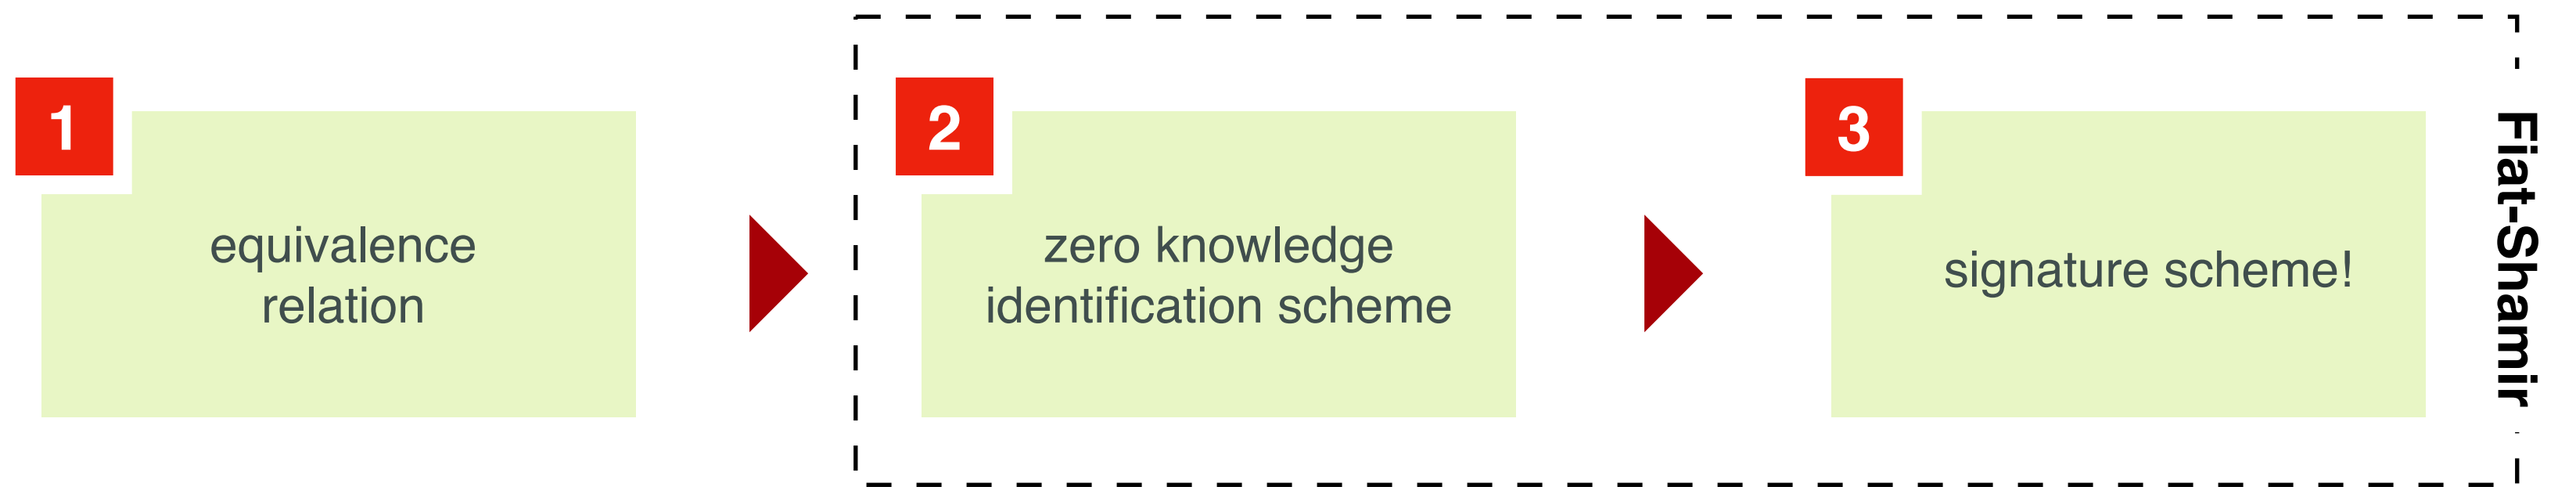 1
equivalence
relation
2
zero knowledge
identification scheme
3
signature scheme!
Fiat-Shamir